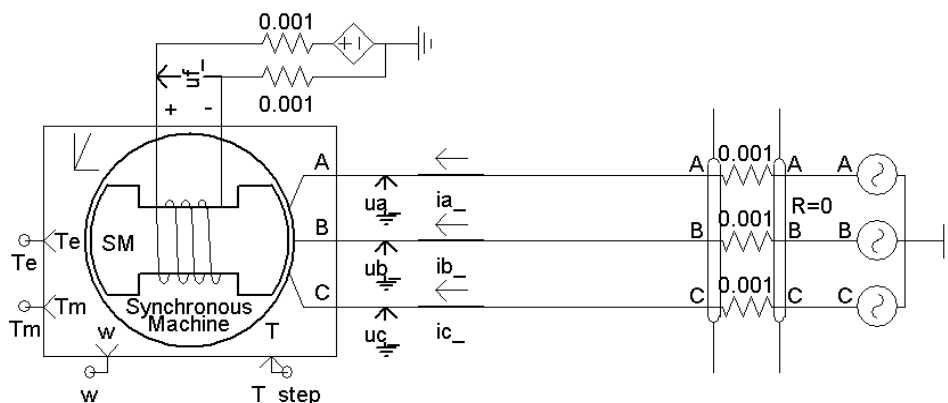 0.001
+ -
uf_
0.001
+ -
A A 0.001 A A
ua_ ia_
R=0
SM B B 0.001 B B
Te Te
ub_ ib_
C C 0.001 C C
Tm Tm
Synchronous
Machine
w T
uc_ ic_
w T_step